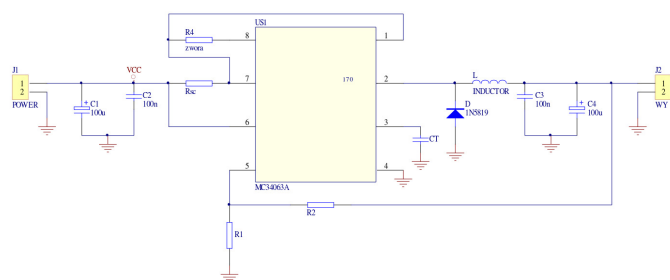 US1
R4
zwora
8
1
J1
1
2
POWER
VCC
C1
100u
C2
100n
Rsc
7
170
2
L
INDUCTOR
D
1N5819
C3
100n
C4
100u
J2
1
2
WY
6
3
CT
5
4
MC34063A
R2
R1